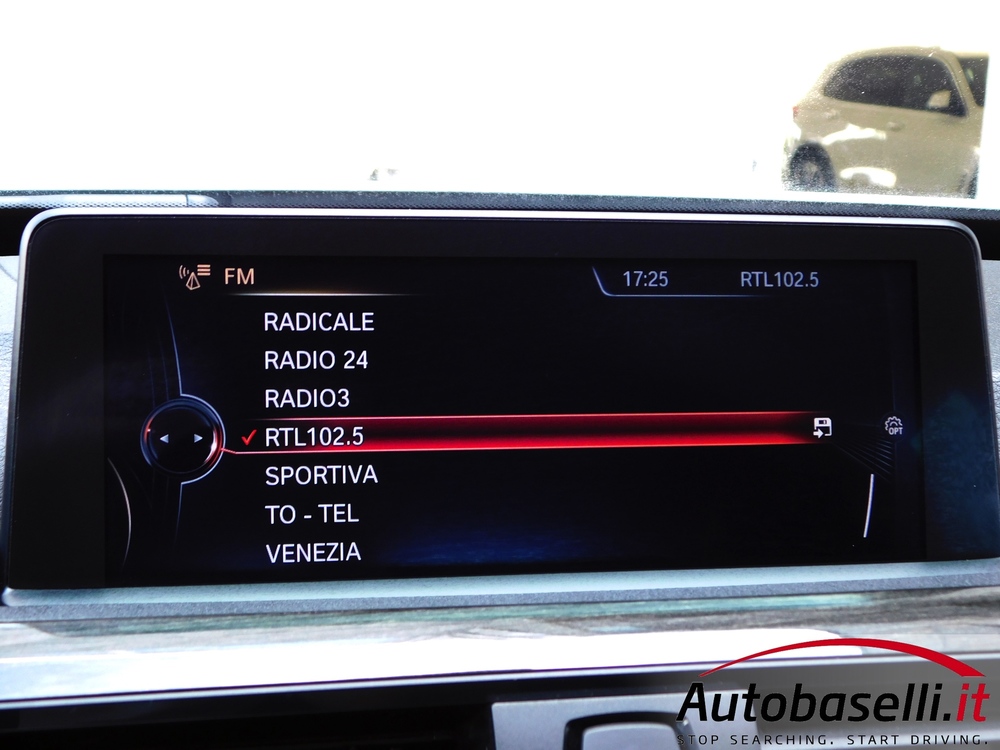 FM
17:25 RTL102.5
RADICALE
RADIO 24
RADIO3
RTL102.5
OPT
SPORTIVA
TO - TEL
VENEZIA
Autobaselli.it
STOP SEARCHING. START DRIVING.